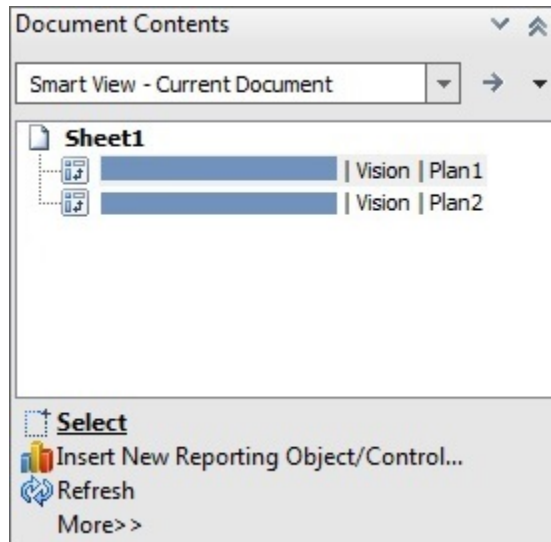 Document Contents
Smart View - Current Document
Sheet1
| Vision | Plan1
| Vision | Plan2
Select
Insert New Reporting Object/Control...
Refresh
More>>